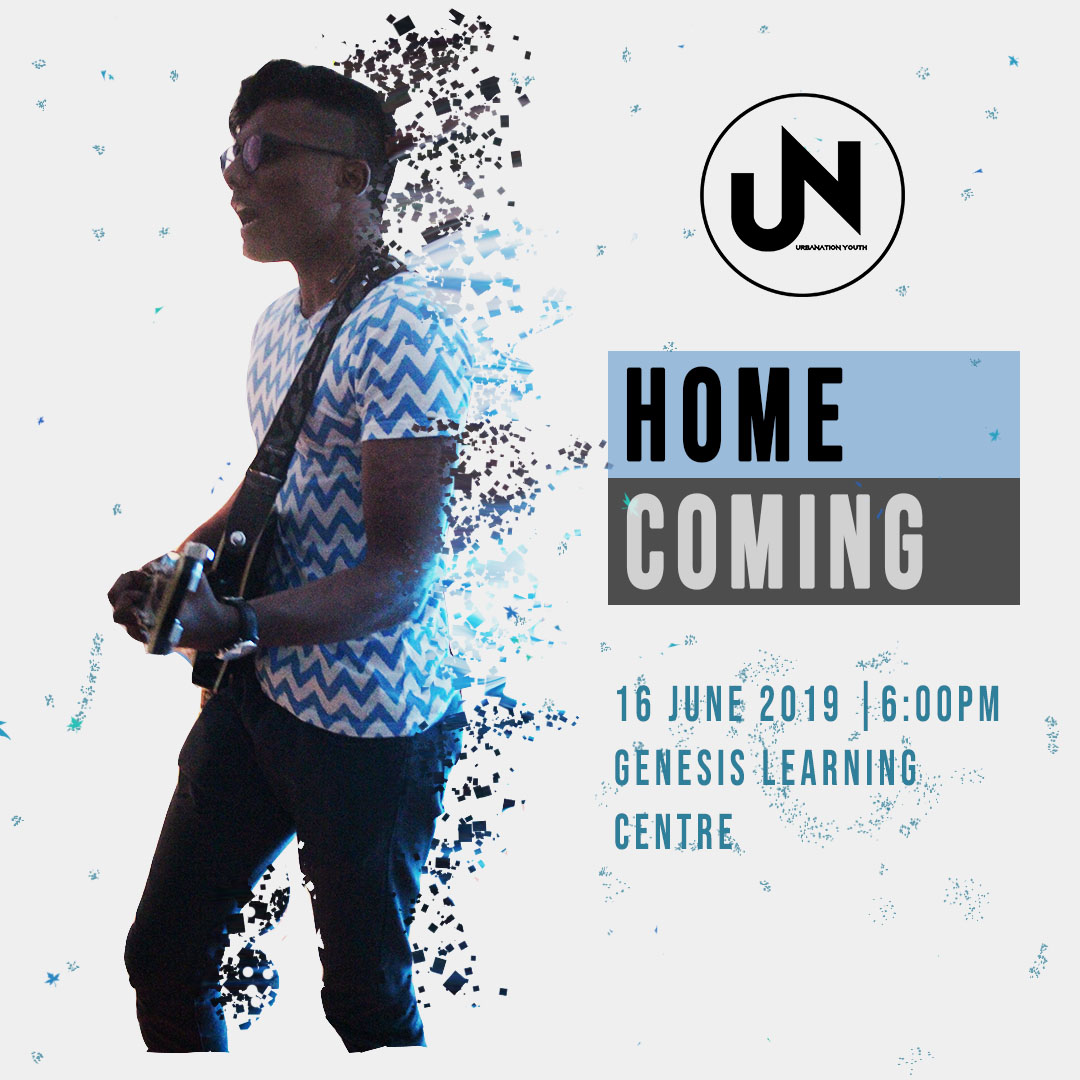 UN
URBANATION YOUTH
HOME
COMING
16 JUNE 2019 |6:00PM
GENESIS LEARNING
CENTRE